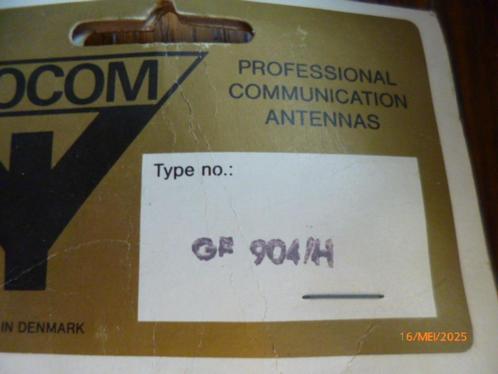 OCOM
PROFESSIONAL
COMMUNICATION
ANTENNAS
Type no.:
GF 904/H
IN DENMARK
16/MEI/2025